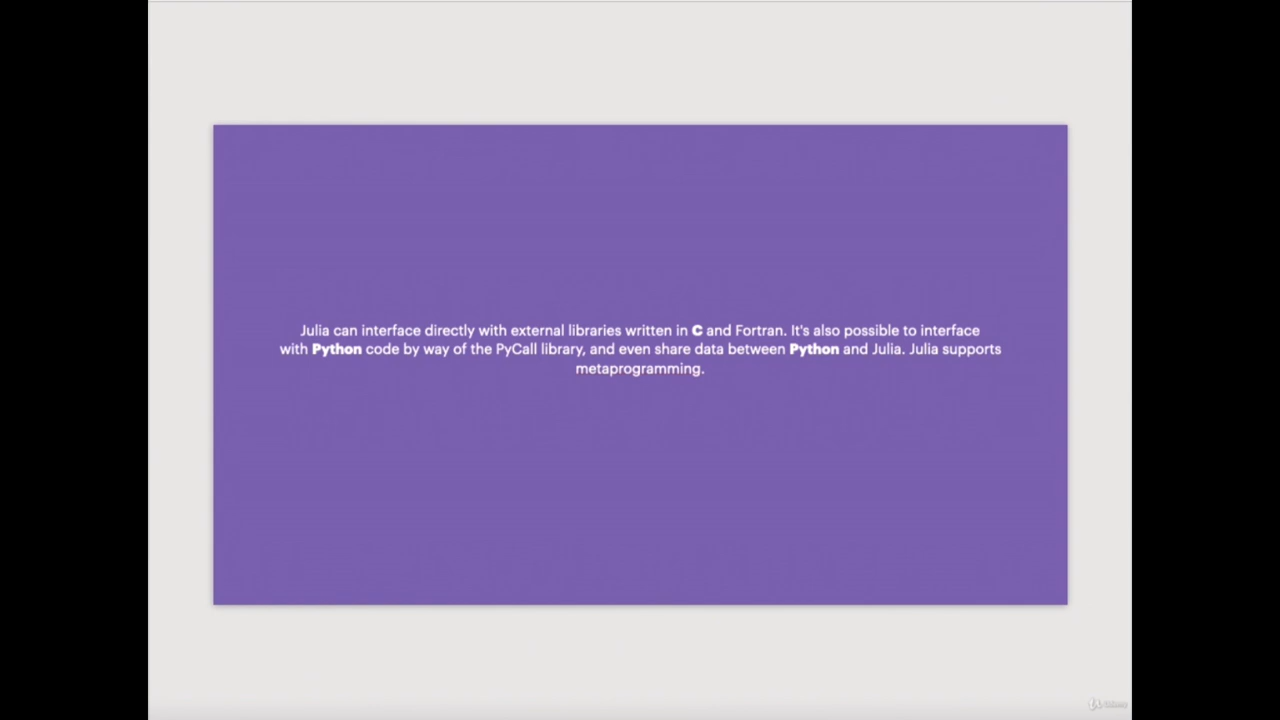 Julia can interface directly with external libraries written in C and Fortran. It's also possible to interface
with Python code by way of the PyCall library, and even share data between Python and Julia. Julia supports
metaprogramming.